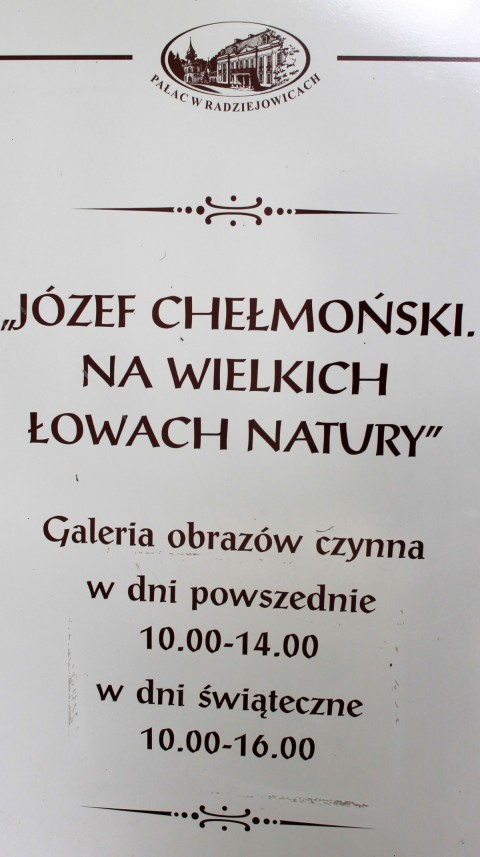 PAŁAC W RADZIEJOWICACH
„JÓZEF CHEŁMOŃSKI.
NA WIELKICH
ŁOWACH NATURY”
Galeria obrazów czynna
w dni powszednie
10.00-14.00
w dni świąteczne
10.00-16.00